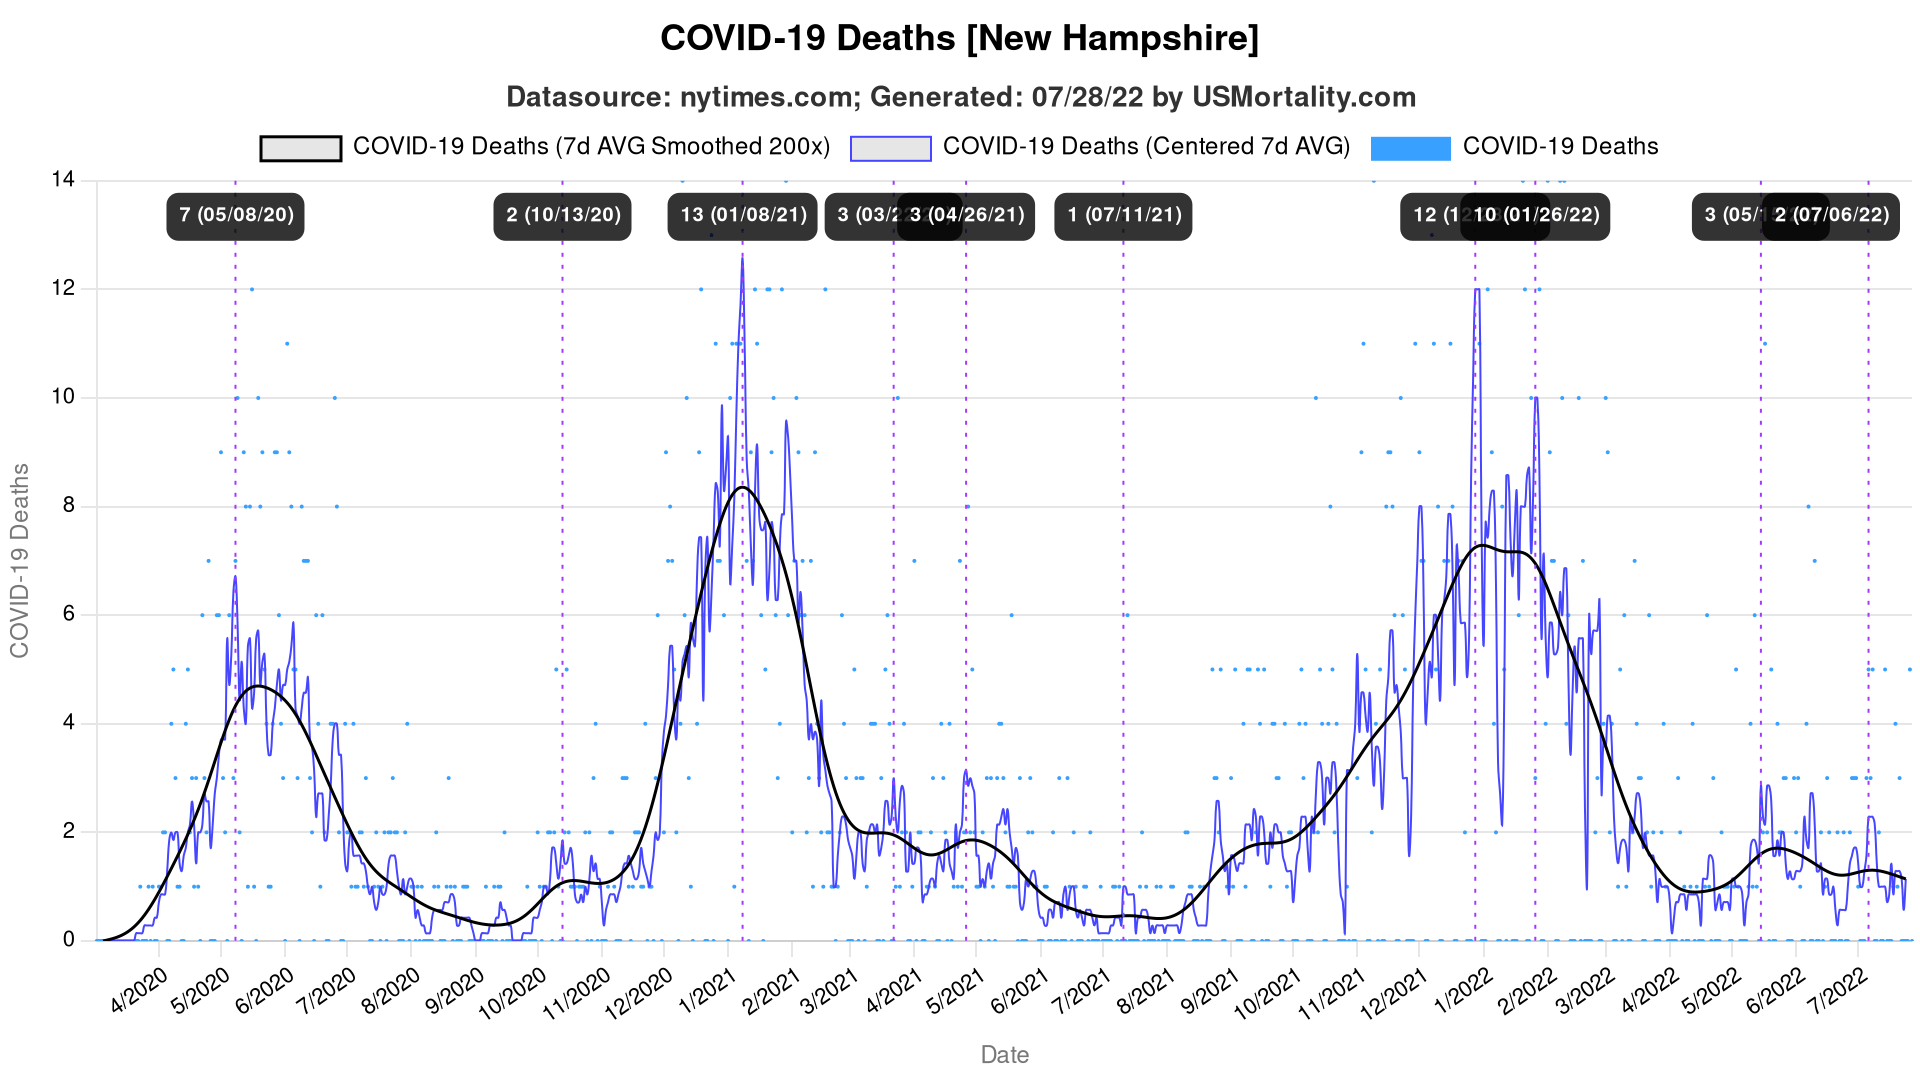 COVID-19 Deaths [New Hampshire]
Datasource: nytimes.com; Generated: 07/28/22 by USMortality.com
COVID-19 Deaths (7d AVG Smoothed 200x) COVID-19 Deaths (Centered 7d AVG) COVID-19 Deaths
14
7 (05/08/20) 2 (10/13/20) 13 (01/08/21) 3 (03/ 3 (04/26/21) 1 (07/11/21) 12 (12 10 (01/26/22) 3 (05/ 2 (07/06/22)
12
10
8
6
4
2
0
COVID-19 Deaths
4/2020 5/2020 6/2020 7/2020 8/2020 9/2020 10/2020 11/2020 12/2020 1/2021 2/2021 3/2021 4/2021 5/2021 6/2021 7/2021 8/2021 9/2021 10/2021 11/2021 12/2021 1/2022 2/2022 3/2022 4/2022 5/2022 6/2022 7/2022
Date